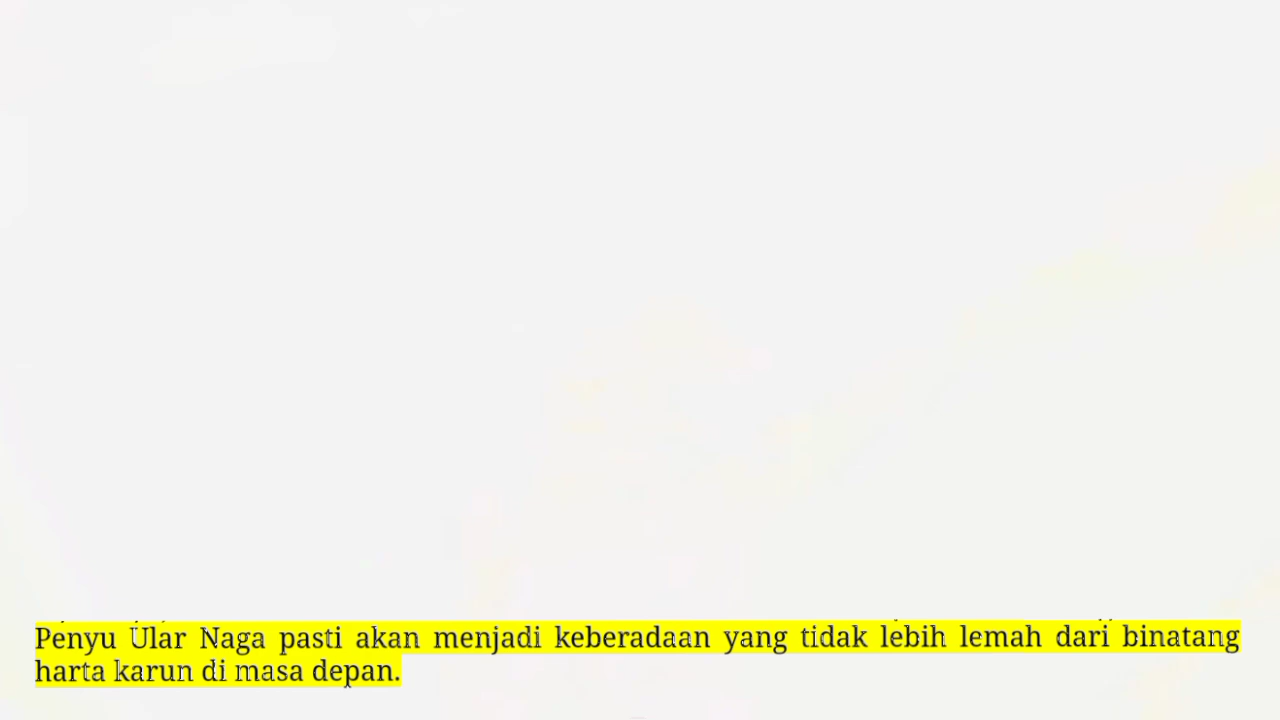 Penyu Ular Naga pasti akan menjadi keberadaan yang tidak lebih lemah dari binatang
harta karun di masa depan.